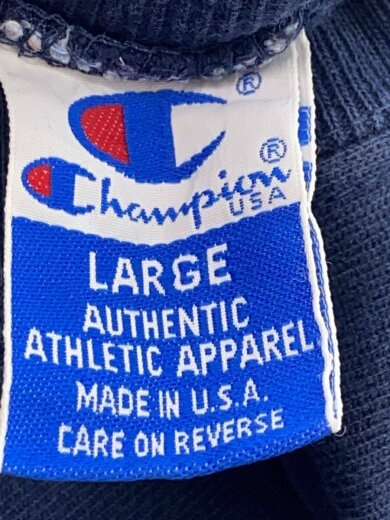 ®
®
Champion
USA
LARGE
AUTHENTIC
ATHLETIC APPAREL
MADE IN U.S.A.
CARE ON REVERSE